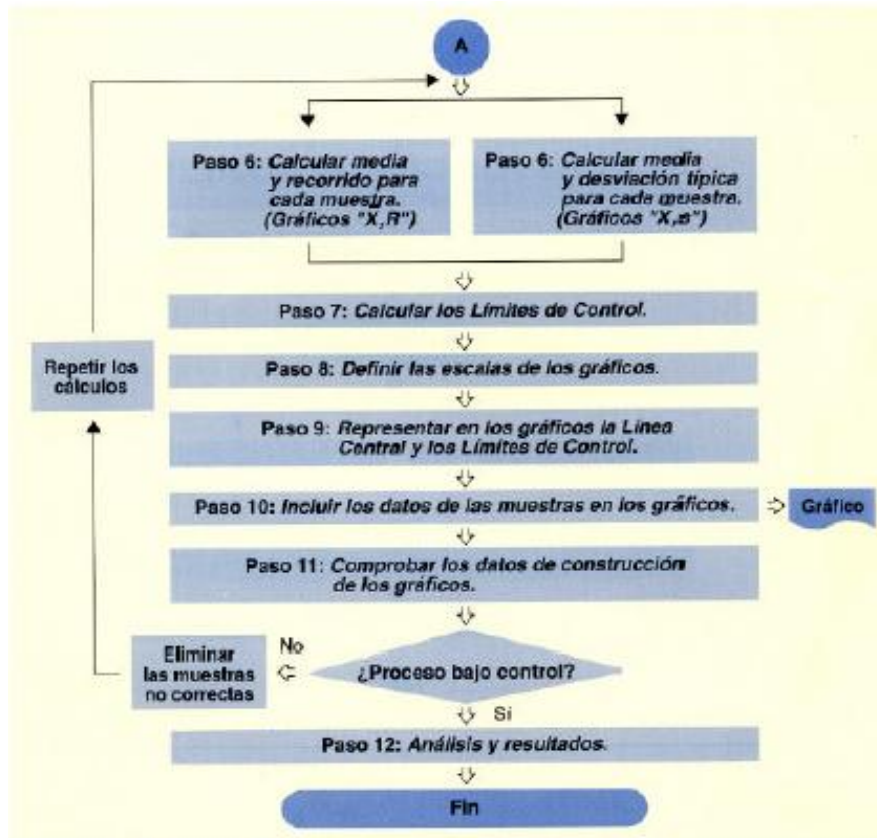 A
Paso 6: Calcular media
y recorrido para
cada muestra.
(Gráficos "X,R")
Paso 6: Calcular media
y desviación típica
para cada muestra.
(Gráficos "X,s")
Paso 7: Calcular los Límites de Control.
Repetir los
cálculos
Paso 8: Definir las escalas de los gráficos.
Paso 9: Representar en los gráficos la Línea
Central y los Límites de Control.
Paso 10: Incluir los datos de las muestras en los gráficos.
Gráfico
Paso 11: Comprobar los datos de construcción
de los gráficos.
Eliminar
las muestras
no correctas
No
¿Proceso bajo control?
Sí
Paso 12: Análisis y resultados.
Fin